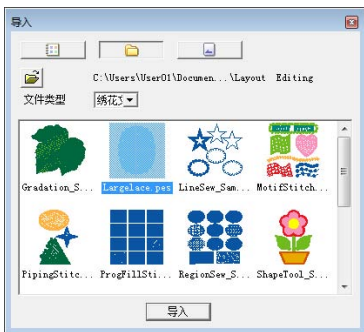 导入
C:\Users\User01\Documen...\Layout Editing
文件类型
绣花
Gradation_S... Largelace.pes LineSew_Sam... MotifStitch...
PipingStitc... ProgFillSti... RegionSew_S... ShapeTool_S...
导入